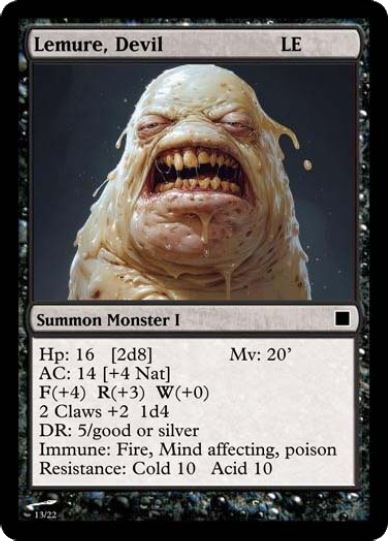 Lemure, Devil LE
Summon Monster I
Hp: 16 [2d8] Mv: 20'
AC: 14 [+4 Nat]
F(+4) R(+3) W(+0)
2 Claws +2 1d4
DR: 5/good or silver
Immune: Fire, Mind affecting, poison
Resistance: Cold 10 Acid 10
13/22